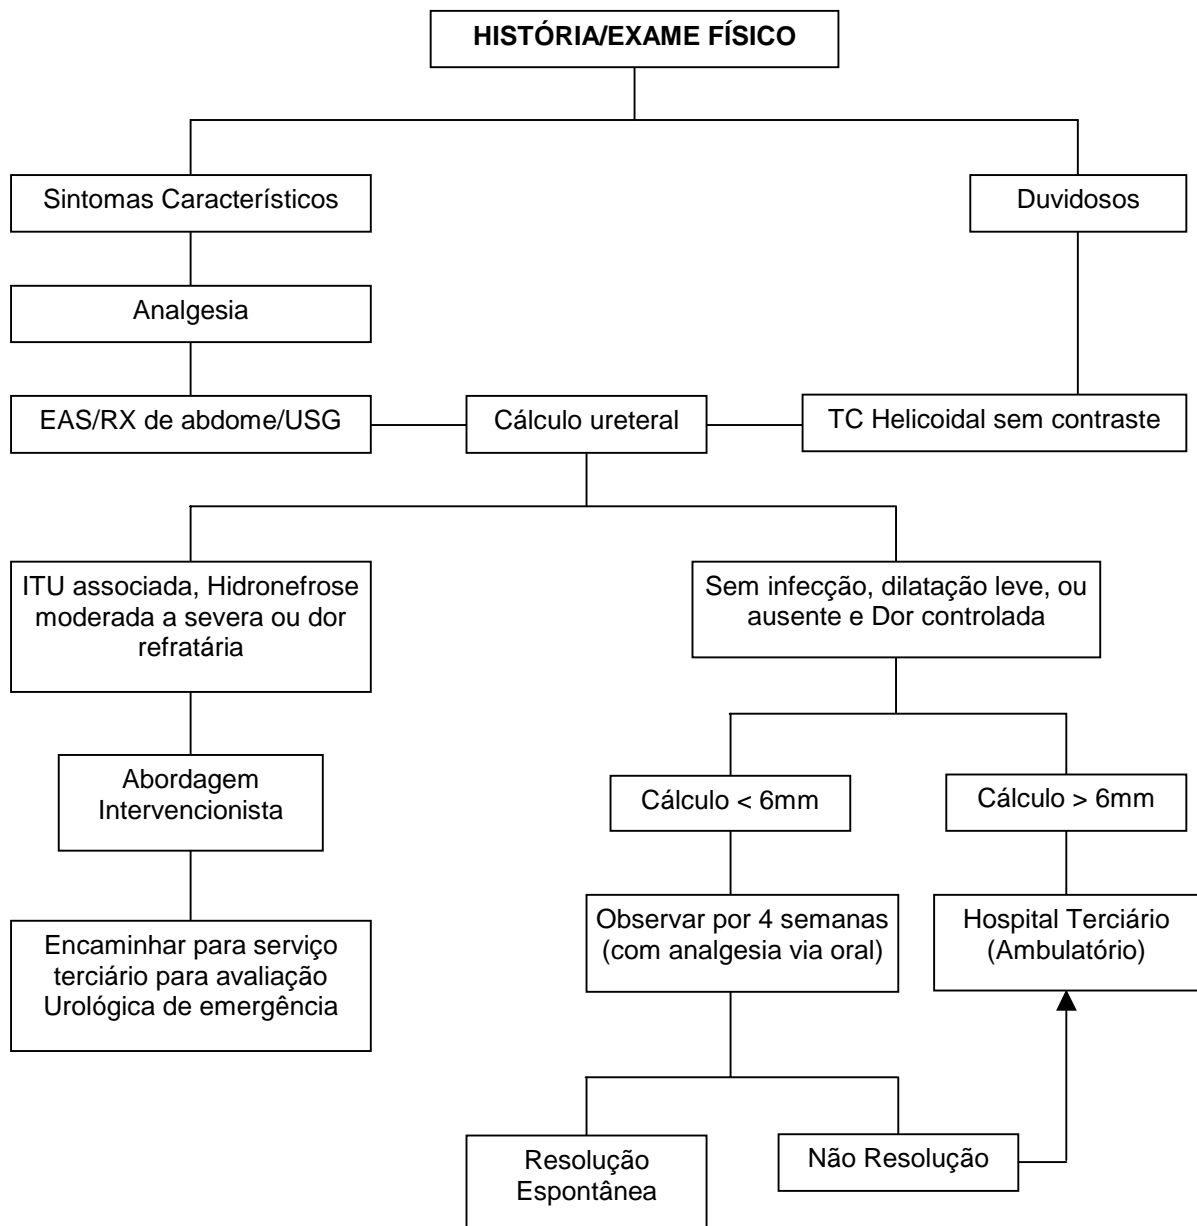 HISTÓRIA/EXAME FÍSICO
Sintomas Característicos
Duvidosos
Analgesia
EAS/RX de abdome/USG
Cálculo ureteral
TC Helicoidal sem contraste
ITU associada, Hidronefrose
moderada a severa ou dor
refratária
Sem infecção, dilatação leve, ou
ausente e Dor controlada
Abordagem
Intervencionista
Cálculo < 6mm
Cálculo > 6mm
Encaminhar para serviço
terciário para avaliação
Urológica de emergência
Observar por 4 semanas
(com analgesia via oral)
Hospital Terciário
(Ambulatório)
Resolução
Espontânea
Não Resolução